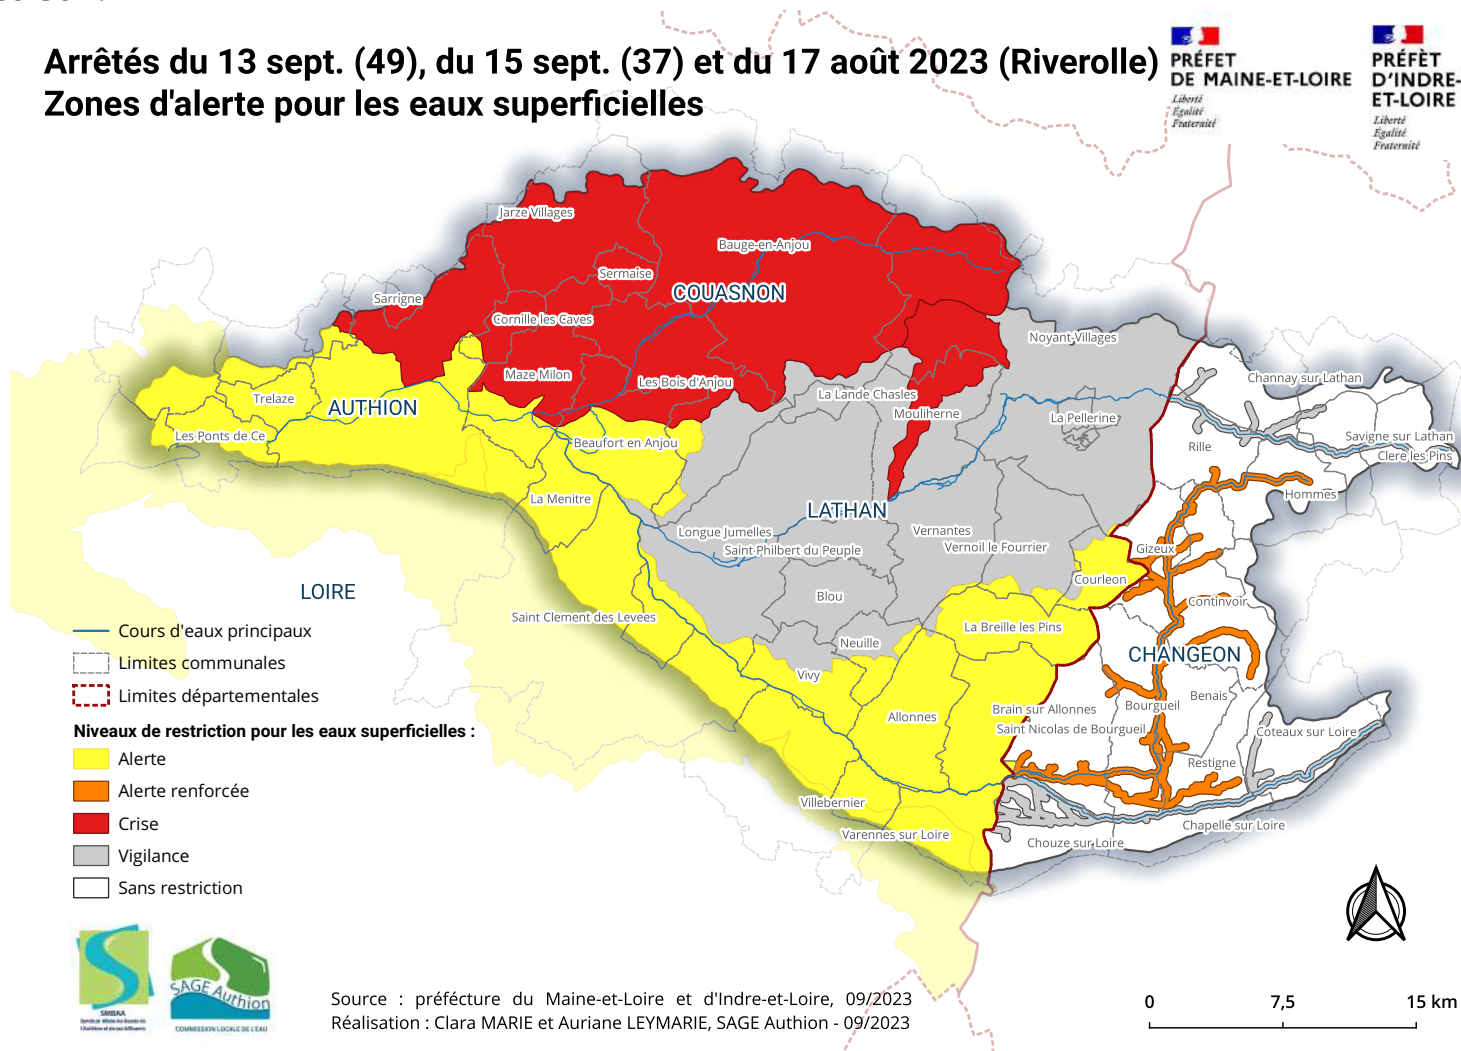 Arrêtés du 13 sept. (49), du 15 sept. (37) et du 17 août 2023 (Riverolle)
Zones d'alerte pour les eaux superficielles
PRÉFET
DE MAINE-ET-LOIRE
Liberté
Égalité
Fraternité
PRÉFÈT
D'INDRE-
ET-LOIRE
Liberté
Égalité
Fraternité
Jarze Villages
Bauge-en-Anjou
Sermaise
COUASNON
Sarrigne
Cornille les Caves
Noyant-Villages
Maze Milon
Les Bois d'Anjou
Channay sur Lathan
La Lande Chasles
Trelaze
AUTHION
Mouliherne
La Pellerine
Les Ponts de Ce
Beaufort en Anjou
Rille
Savigne sur Lathan
Clere les Pins
La Menitre
Hommes
LATHAN
Longue Jumelles
Vernantes
Saint Philbert du Peuple
Vernoil le Fourrier
Gizeux
Courleon
LOIRE
Blou
Continvoir
Saint Clement des Levees
La Breille les Pins
Neuille
CHANGEON
Vivy
Benais
Allonnes
Brain sur Allonnes
Bourgueil
Saint Nicolas de Bourgueil
Coteaux sur Loire
Restigne
Villebernier
Varennes sur Loire
Chapelle sur Loire
Chouze sur Loire
Cours d'eaux principaux
Limites communales
Limites départementales
Niveaux de restriction pour les eaux superficielles :
Alerte
Alerte renforcée
Crise
Vigilance
Sans restriction
SMBAA
SAGE Authion
COMMISSION LOCALE DE L'EAU
Source : préfécture du Maine-et-Loire et d'Indre-et-Loire, 09/2023
Réalisation : Clara MARIE et Auriane LEYMARIE, SAGE Authion - 09/2023
0 7,5 15 km